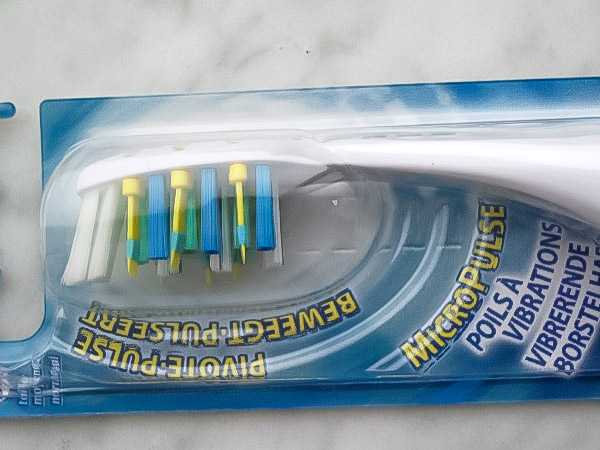 MICROPULSE
POILS À
VIBRATIONS
VIBRERENDE
PIVOTE·PULSE
BEWEEGT·PULSEERT